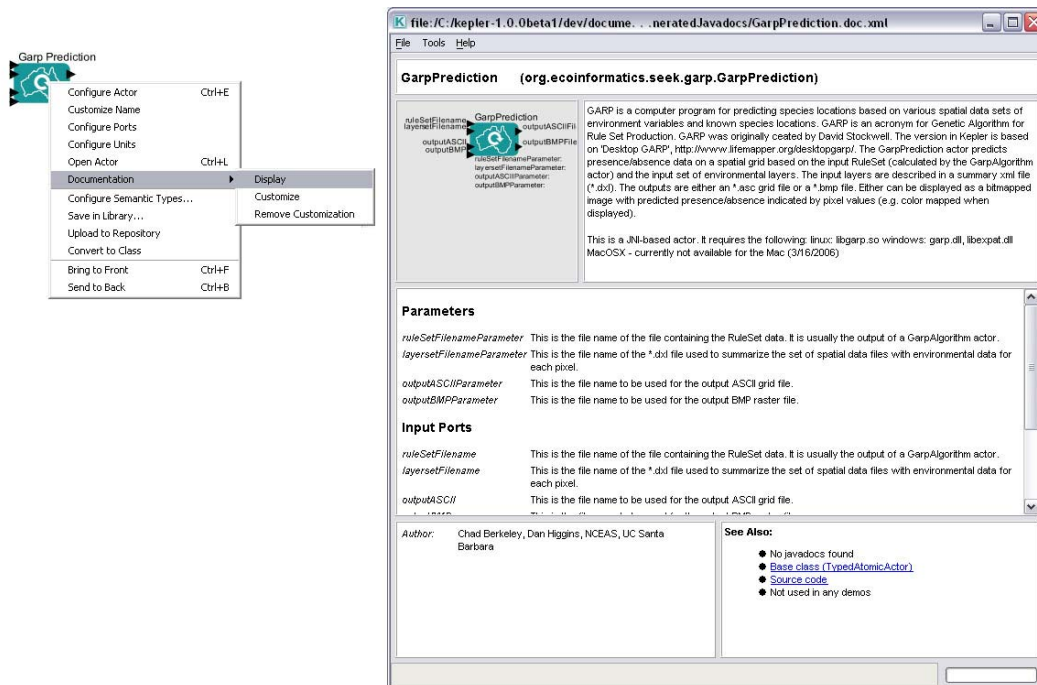 Garp Prediction
Configure Actor Ctrl+E
Customize Name
Configure Ports
Configure Units
Open Actor Ctrl+L
Documentation
Configure Semantic Types...
Save in Library...
Upload to Repository
Convert to Class
Bring to Front Ctrl+F
Send to Back Ctrl+B
Display
Customize
Remove Customization
file:/C:/kepler-1.0.0beta1/dev/docume. . .neratedJavadocs/GarpPrediction.doc.xml
File Tools Help
GarpPrediction (org.ecoinformatics.seek.garp.GarpPrediction)
GarpPrediction
ruleSetFilename
layersetFilename
outputASCII
outputBMP
outputASCIIFil
outputBMPFile
ruleSetFilenameParameter:
layersetFilenameParameter:
outputASCIIParameter:
outputBMPParameter:
GARP is a computer program for predicting species locations based on various spatial data sets of
environment variables and known species locations. GARP is an acronym for Genetic Algorithm for
Rule Set Production. GARP was originally ceated by David Stockwell. The version in Kepler is based
on 'Desktop GARP', http://www.lifemapper.org/desktopgarp/. The GarpPrediction actor predicts
presence/absence data on a spatial grid based on the input RuleSet (calculated by the GarpAlgorithm
actor) and the input set of environmental layers. The input layers are described in a summary xml file
(*.dxl). The outputs are either an *.asc grid file or a *.bmp file. Either can be displayed as a bitmapped
image with predicted presence/absence indicated by pixel values (e.g. color mapped when
displayed).
This is a JNI-based actor. It requires the following: linux: libgarp.so windows: garp.dll, libexpat.dll
MacOSX - currently not available for the Mac (3/16/2006)
Parameters
ruleSetFilenameParameter This is the file name of the file containing the RuleSet data. It is usually the output of a GarpAlgorithm actor.
layersetFilenameParameter This is the file name of the *.dxl file used to summarize the set of spatial data files with environmental data for
each pixel.
outputASCIIParameter This is the file name to be used for the output ASCII grid file.
outputBMPParameter This is the file name to be used for the output BMP raster file.
Input Ports
ruleSetFilename This is the file name of the file containing the RuleSet data. It is usually the output of a GarpAlgorithm actor.
layersetFilename This is the file name of the *.dxl file used to summarize the set of spatial data files with environmental data for
each pixel.
outputASCII This is the file name to be used for the output ASCII grid file.
Author: Chad Berkeley, Dan Higgins, NCEAS, UC Santa
Barbara
See Also:
No javadocs found
Base class (TypedAtomicActor)
Source code
Not used in any demos